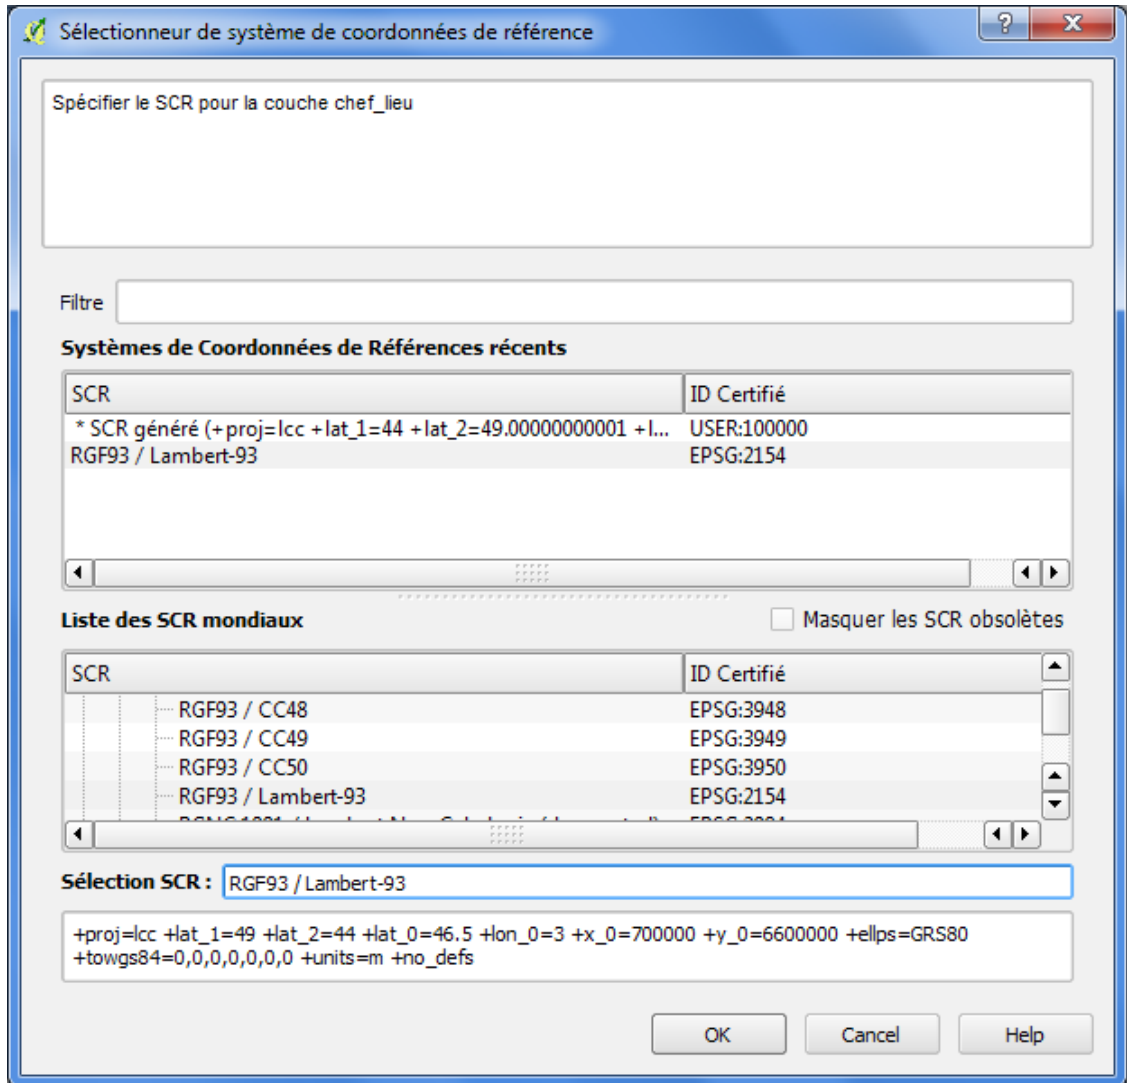 Sélectionneur de système de coordonnées de référence
Spécifier le SCR pour la couche chef_lieu
Filtre
Systèmes de Coordonnées de Références récents
SCR ID Certifié
* SCR généré (+proj=lcc +lat_1=44 +lat_2=49.00000000001 +l... USER:100000
RGF93 / Lambert-93 EPSG:2154
Liste des SCR mondiaux Masquer les SCR obsolètes
SCR ID Certifié
RGF93 / CC48 EPSG:3948
RGF93 / CC49 EPSG:3949
RGF93 / CC50 EPSG:3950
RGF93 / Lambert-93 EPSG:2154
Sélection SCR : RGF93 / Lambert-93
+proj=lcc +lat_1=49 +lat_2=44 +lat_0=46.5 +lon_0=3 +x_0=700000 +y_0=6600000 +ellps=GRS80
+towgs84=0,0,0,0,0,0,0 +units=m +no_defs
OK Cancel Help